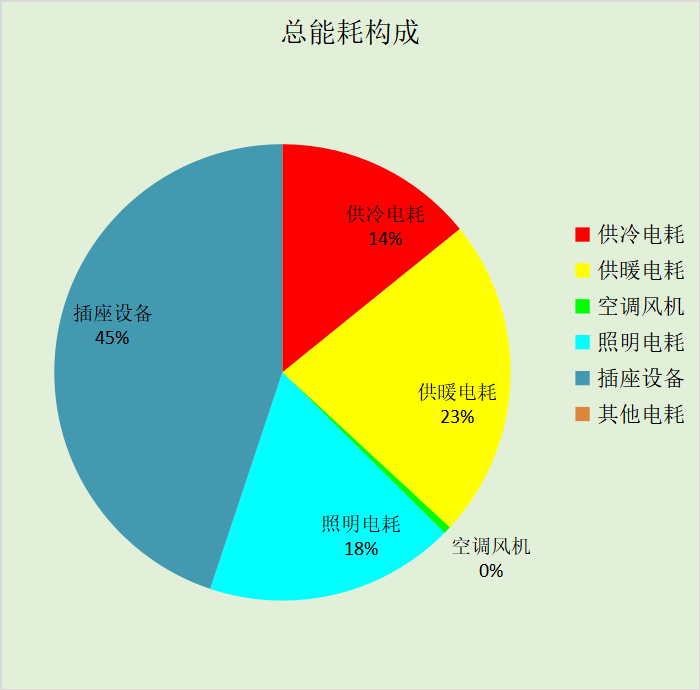 总能耗构成
供冷电耗
14%
供暖电耗
23%
空调风机
0%
照明电耗
18%
插座设备
45%
供冷电耗
供暖电耗
空调风机
照明电耗
插座设备
其他电耗